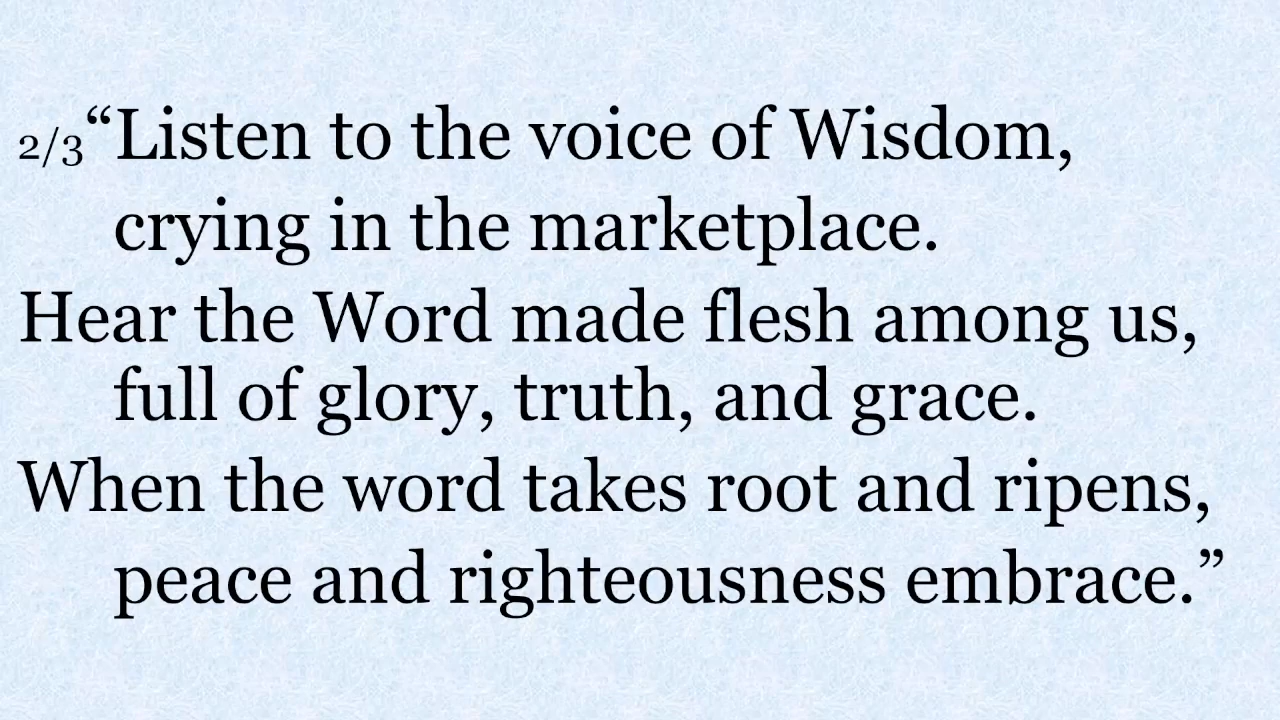 2/3“Listen to the voice of Wisdom,
crying in the marketplace.
Hear the Word made flesh among us,
full of glory, truth, and grace.
When the word takes root and ripens,
peace and righteousness embrace.”